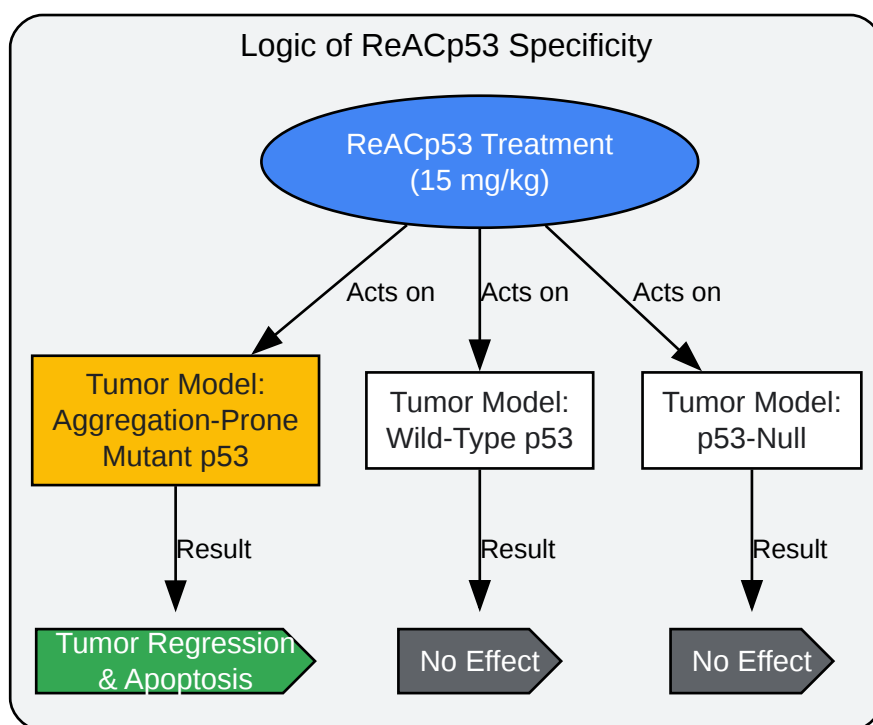 Logic of ReACp53 Specificity
ReACp53 Treatment
(15 mg/kg)
Acts on
Acts on
Acts on
Tumor Model:
Aggregation-Prone
Mutant p53
Tumor Model:
Wild-Type p53
Tumor Model:
p53-Null
Result
Result
Result
Tumor Regression
& Apoptosis
No Effect
No Effect